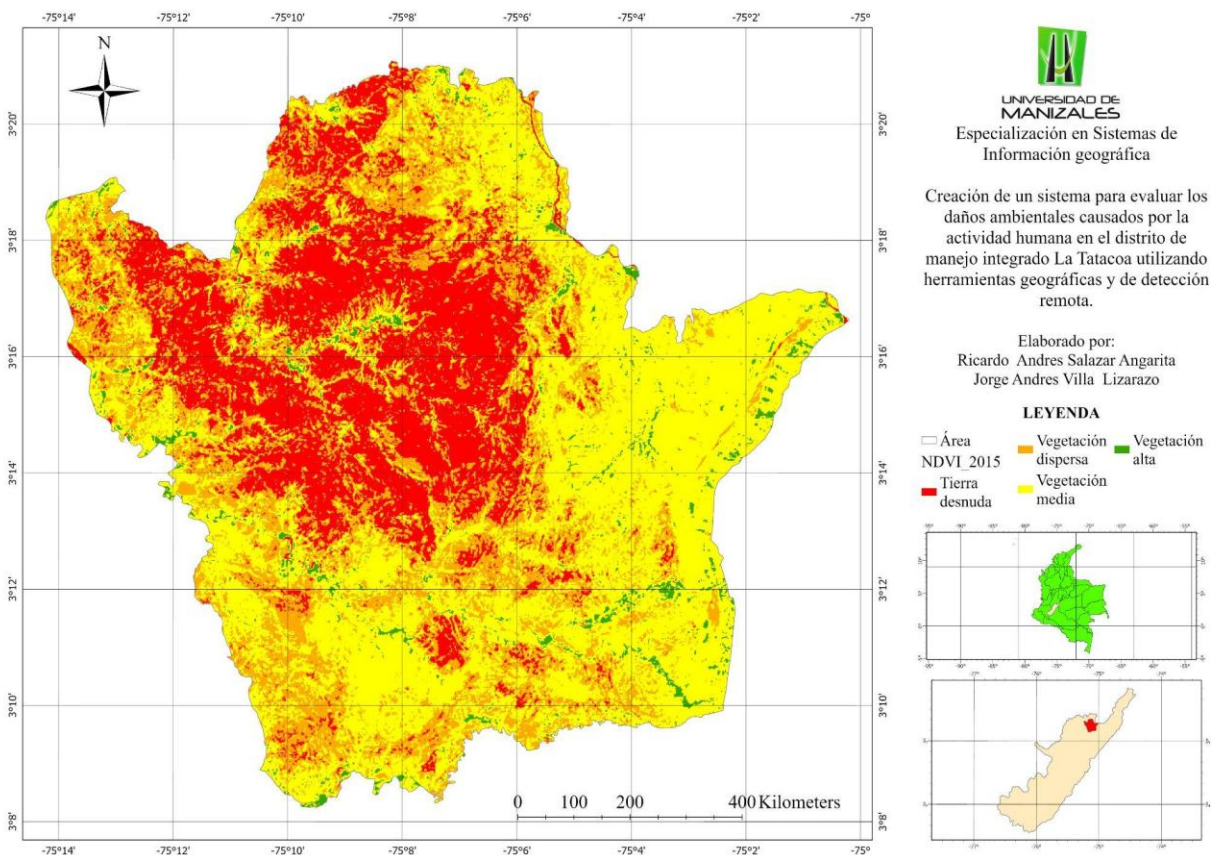 -75°14' -75°12' -75°10' -75°8' -75°6' -75°4' -75°2' -75°
N
3°20' 3°20'
3°18' 3°18'
3°16' 3°16'
3°14' 3°14'
3°12' 3°12'
3°10' 3°10'
3°8' 3°8'
0 100 200 400 Kilometers
-75°14' -75°12' -75°10' -75°8' -75°6' -75°4' -75°2' -75°
UNIVERSIDAD DE
MANIZALES
Especialización en Sistemas de
Información geográfica
Creación de un sistema para evaluar los
daños ambientales causados por la
actividad humana en el distrito de
manejo integrado La Tatacoa utilizando
herramientas geográficas y de detección
remota.
Elaborado por:
Ricardo Andres Salazar Angarita
Jorge Andres Villa Lizarazo
LEYENDA
Área
NDVI_2015
Tierra
desnuda
Vegetación
dispersa
Vegetación
media
Vegetación
alta